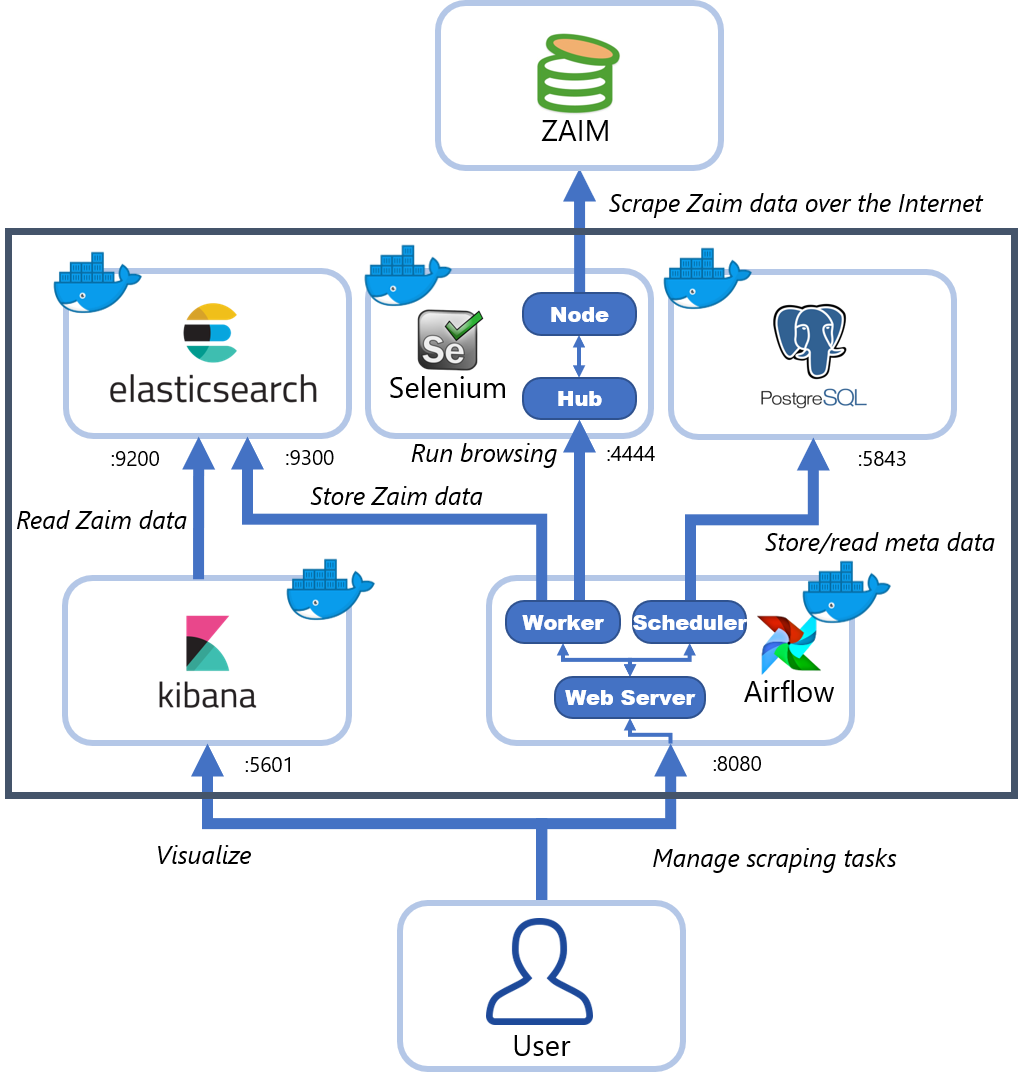 ZAIM
Scrape Zaim data over the Internet
elasticsearch
Se
Selenium
Node
Hub
PostgreSQL
:9200
:9300
Run browsing
:4444
:5843
Store Zaim data
Read Zaim data
Store/read meta data
kibana
Worker
Scheduler
Web Server
Airflow
:5601
:8080
Visualize
Manage scraping tasks
User